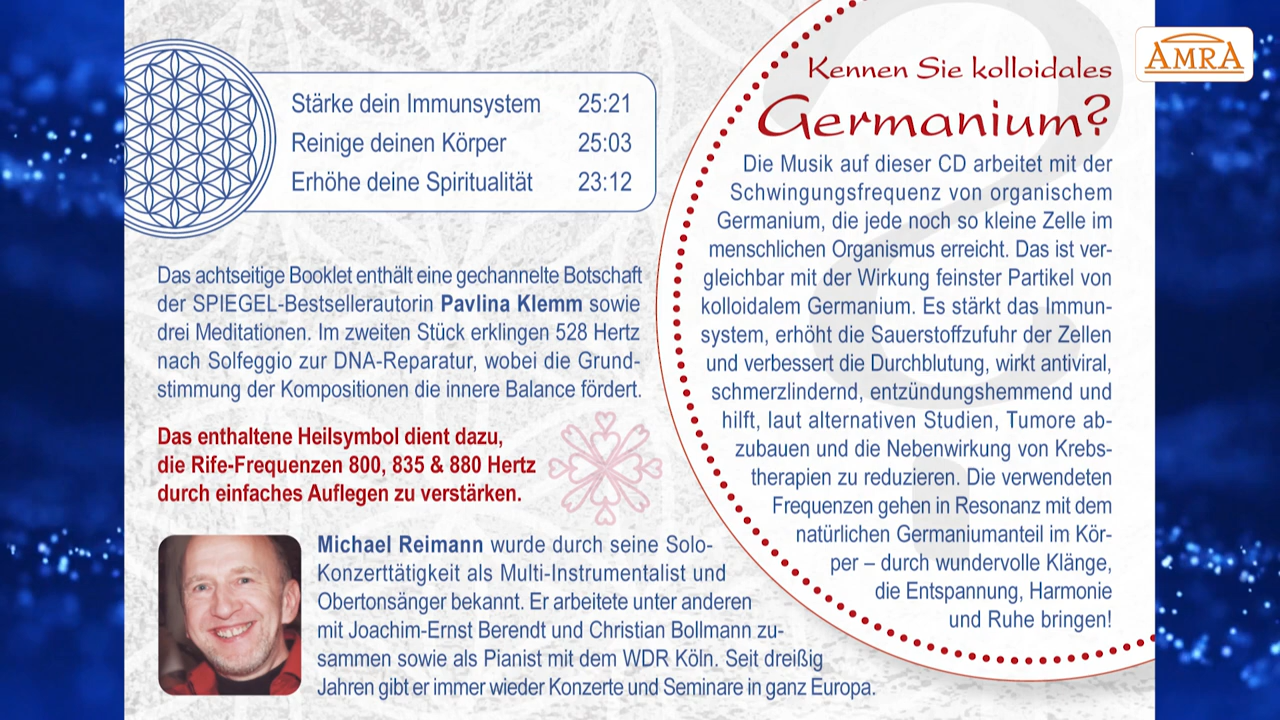 AMRA
Stärke dein Immunsystem 25:21
Reinige deinen Körper 25:03
Erhöhe deine Spiritualität 23:12
Das achtseitige Booklet enthält eine gechannelte Botschaft
der SPIEGEL-Bestsellerautorin Pavlina Klemm sowie
drei Meditationen. Im zweiten Stück erklingen 528 Hertz
nach Solfeggio zur DNA-Reparatur, wobei die Grund-
stimmung der Kompositionen die innere Balance fördert.
Das enthaltene Heilsymbol dient dazu,
die Rife-Frequenzen 800, 835 & 880 Hertz
durch einfaches Auflegen zu verstärken.
Michael Reimann wurde durch seine Solo-
Konzerttätigkeit als Multi-Instrumentalist und
Obertonsänger bekannt. Er arbeitete unter anderen
mit Joachim-Ernst Berendt und Christian Bollmann zu-
sammen sowie als Pianist mit dem WDR Köln. Seit dreißig
Jahren gibt er immer wieder Konzerte und Seminare in ganz Europa.
Kennen Sie kolloidales
Germanium?
Die Musik auf dieser CD arbeitet mit der
Schwingungsfrequenz von organischem
Germanium, die jede noch so kleine Zelle im
menschlichen Organismus erreicht. Das ist ver-
gleichbar mit der Wirkung feinster Partikel von
kolloidalem Germanium. Es stärkt das Immun-
system, erhöht die Sauerstoffzufuhr der Zellen
und verbessert die Durchblutung, wirkt antiviral,
schmerzlindernd, entzündungshemmend und
hilft, laut alternativen Studien, Tumore ab-
zubauen und die Nebenwirkung von Krebs-
therapien zu reduzieren. Die verwendeten
Frequenzen gehen in Resonanz mit dem
natürlichen Germaniumanteil im Kör-
per – durch wundervolle Klänge,
die Entspannung, Harmonie
und Ruhe bringen!